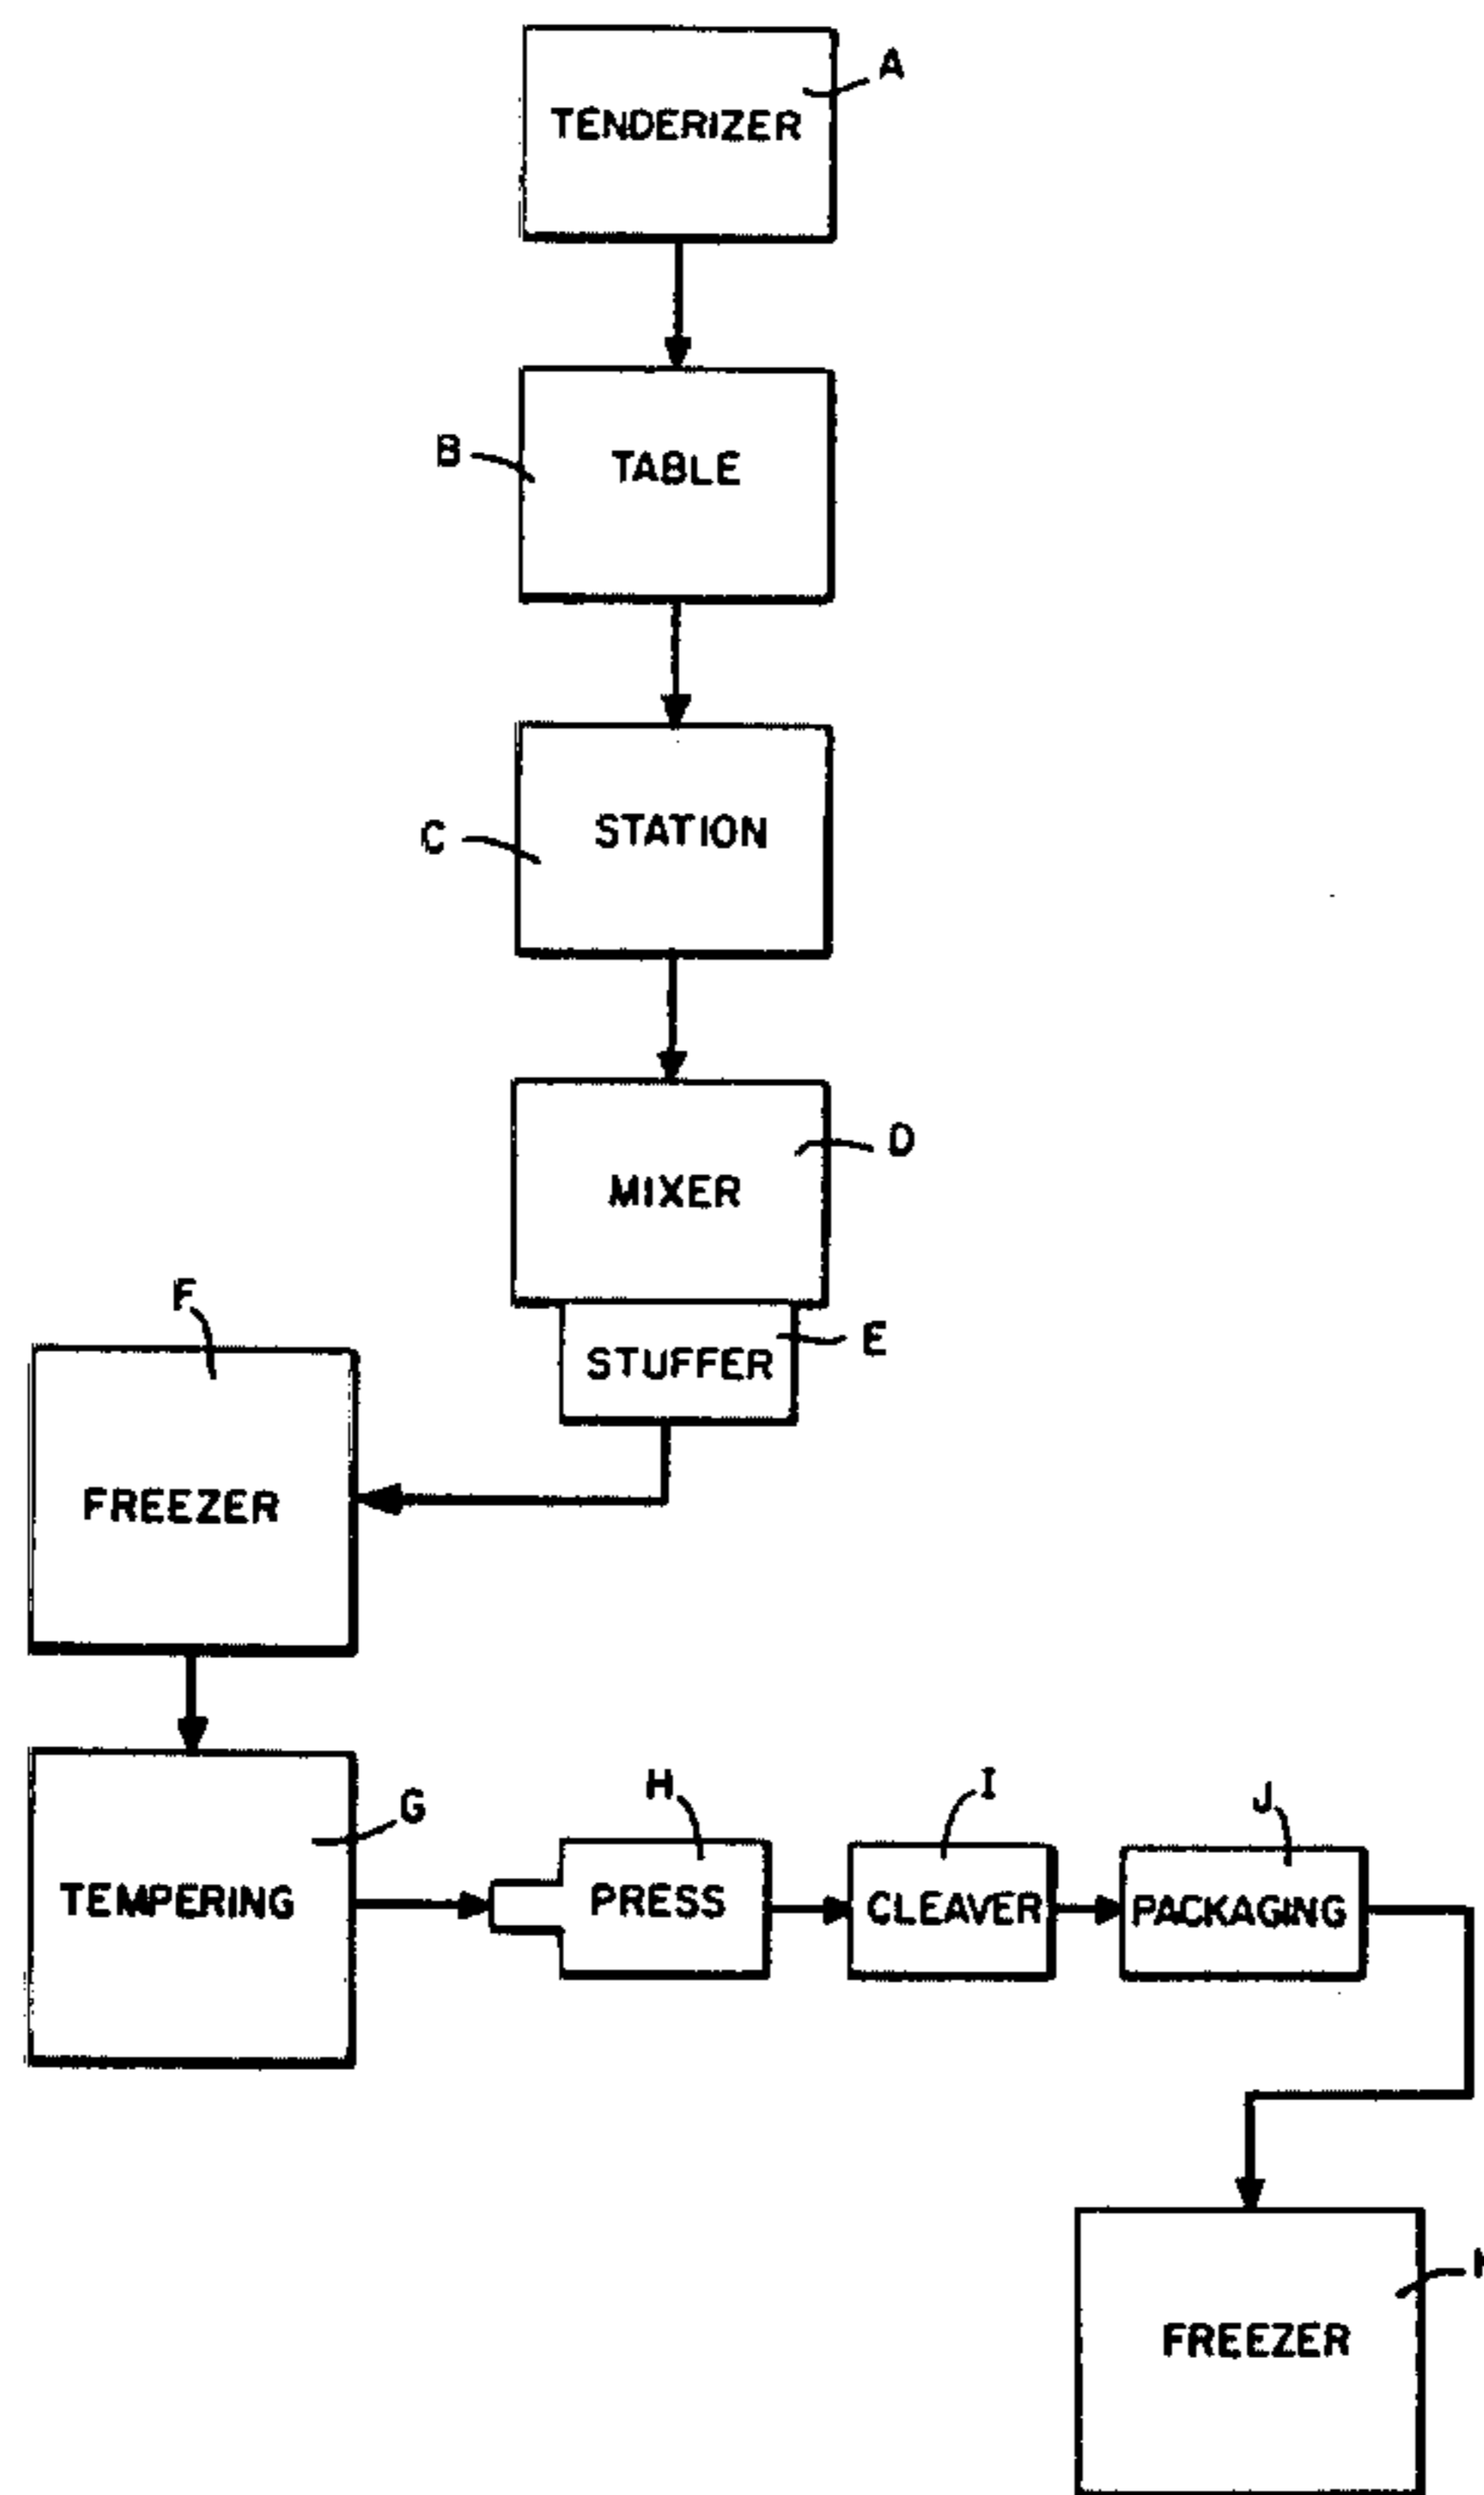 A
TENDERIZER
B
TABLE
C
STATION
D
MIXER
E
STUFFER
F
FREEZER
G
TEMPERING
H
PRESS
I
CLEAVER
J
PACKAGING
FREEZER